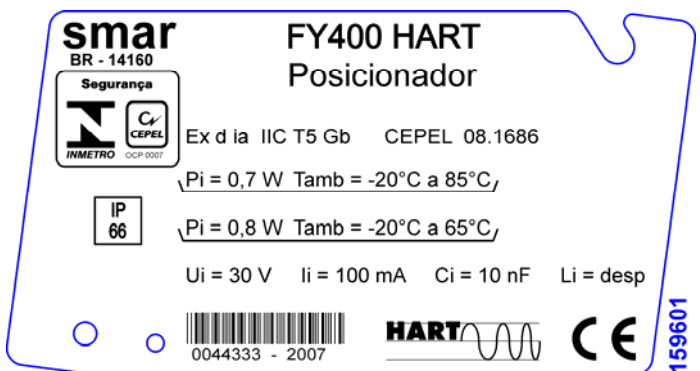 smar
BR - 14160
FY400 HART
Posicionador
Segurança
INMETRO
Cv
CEPEL
OCP 0007
Ex d ia IIC T5 Gb CEPEL 08.1686
Pi = 0,7 W Tamb = -20°C a 85°C
IP
66
Pi = 0,8 W Tamb = -20°C a 65°C
Ui = 30 V Ii = 100 mA Ci = 10 nF Li = desp
0044333 - 2007
HART
CE
159601